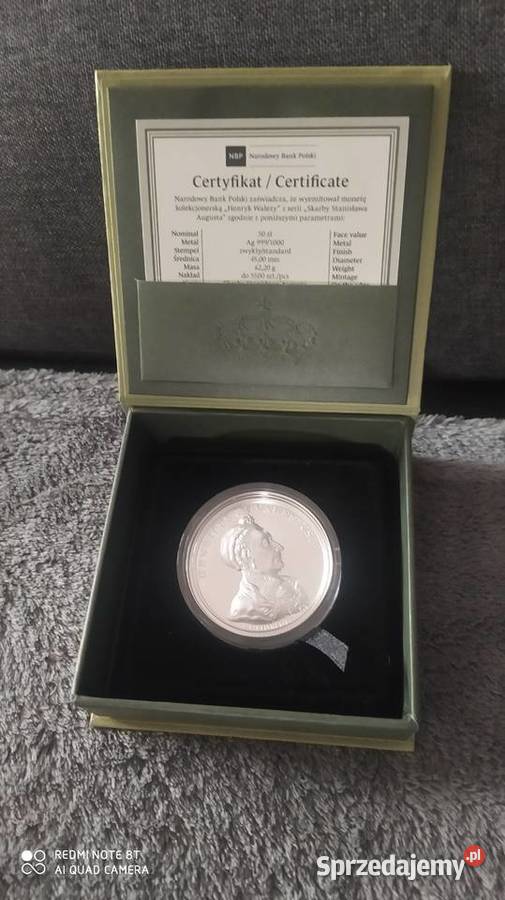 NBP Narodowy Bank Polski
Certyfikat / Certificate
Narodowy Bank Polski zaświadcza, że wyemitował monetę
kolekcjonerską „Henryk Walezy” z serii „Skarby Stanisława
Augusta” zgodnie z poniższymi parametrami:
Nominał 50 zł Face value
Metal Ag 999/1000 Metal
Stempel zwykły/standard Finish
Średnica 45,00 mm Diameter
Masa 62,20 g Weight
Nakład do 5500 szt./pcs Mintage
REDMI NOTE 8T
AI QUAD CAMERA
Sprzedajemy.pl